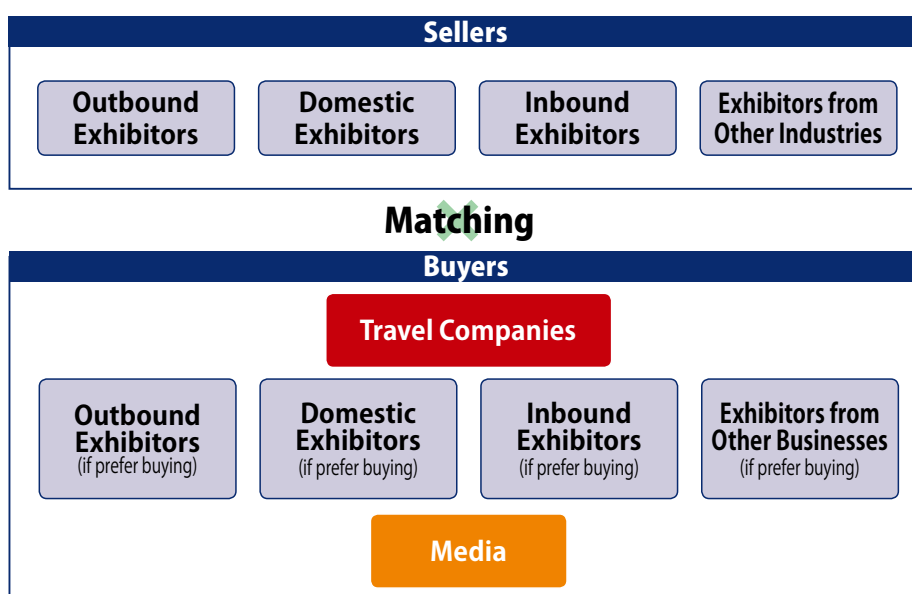 Sellers
Outbound
Exhibitors
Domestic
Exhibitors
Inbound
Exhibitors
Exhibitors from
Other Industries
Matching
Buyers
Travel Companies
Outbound
Exhibitors
(if prefer buying)
Domestic
Exhibitors
(if prefer buying)
Inbound
Exhibitors
(if prefer buying)
Exhibitors from
Other Businesses
(if prefer buying)
Media